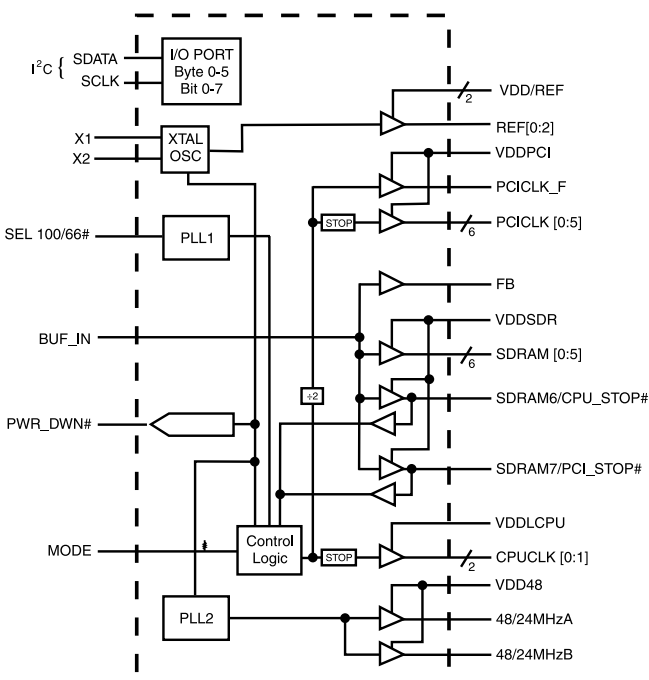 I²C { SDATA
SCLK
I/O PORT
Byte 0-5
Bit 0-7
X1
X2
XTAL
OSC
SEL 100/66#
PLL1
BUF_IN
PWR_DWN#
MODE
Control
Logic
PLL2
STOP
÷2
STOP
2
VDD/REF
REF[0:2]
VDDPCI
PCICLK_F
6
PCICLK [0:5]
FB
VDDSDR
6
SDRAM [0:5]
SDRAM6/CPU_STOP#
SDRAM7/PCI_STOP#
VDDLCPU
2
CPUCLK [0:1]
VDD48
48/24MHzA
48/24MHzB